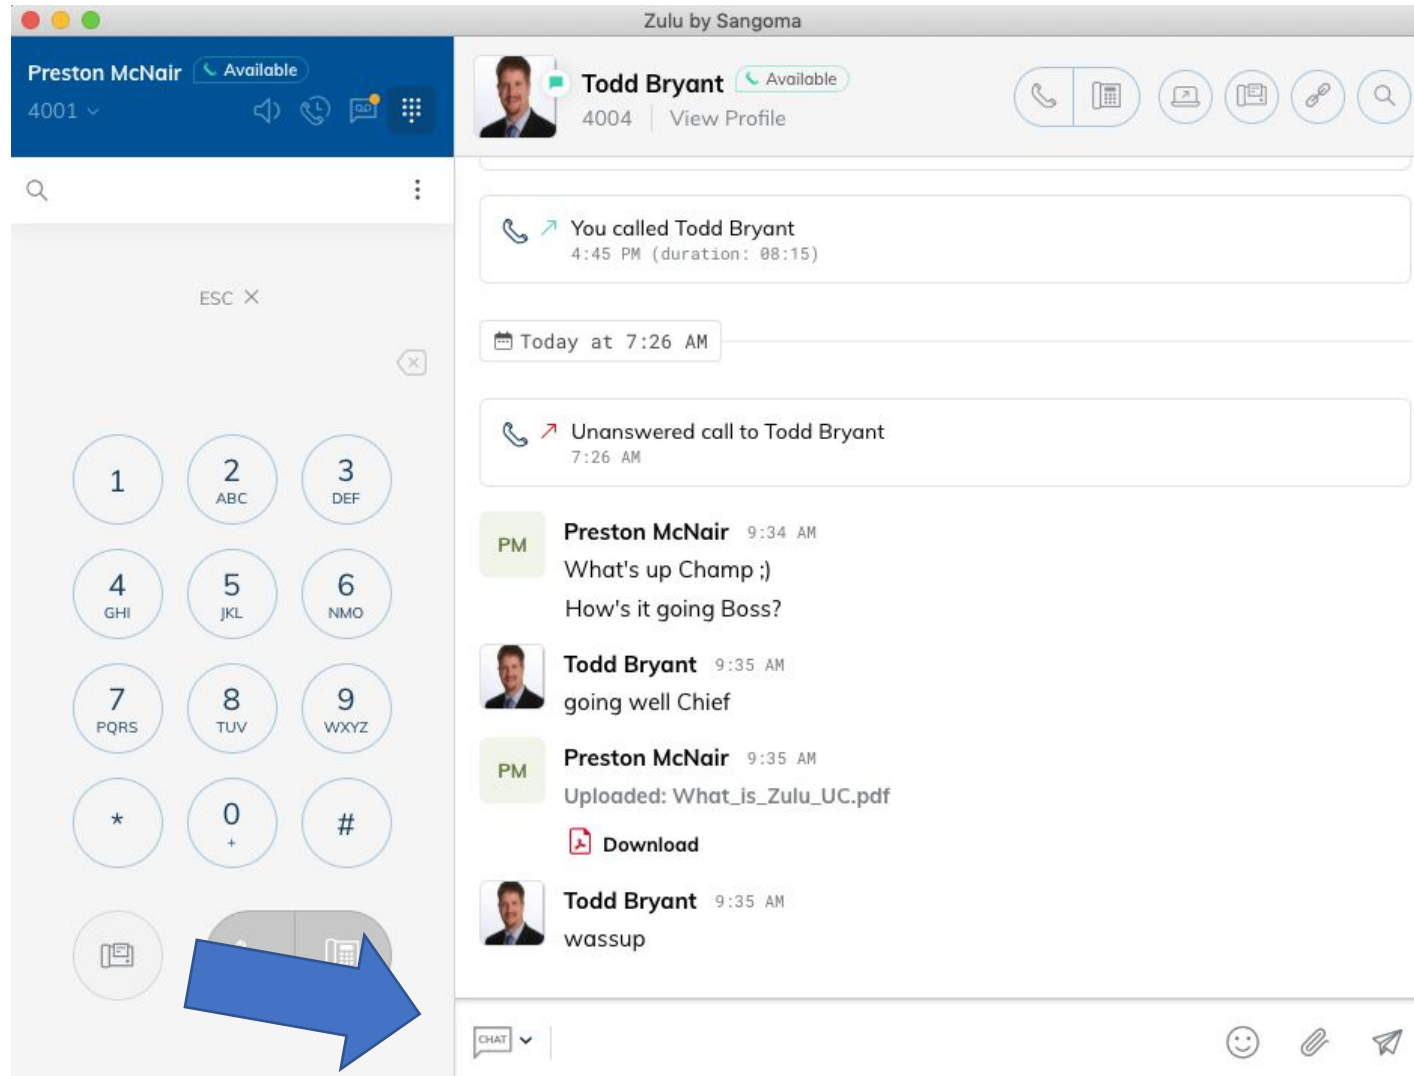 Zulu by Sangoma
Preston McNair Available
4001
ESC
1
2
ABC
3
DEF
4
GHI
5
JKL
6
NMO
7
PQRS
8
TUV
9
WXYZ
*
0
+
#
Todd Bryant Available
4004 View Profile
You called Todd Bryant
4:45 PM (duration: 08:15)
Today at 7:26 AM
Unanswered call to Todd Bryant
7:26 AM
PM
Preston McNair 9:34 AM
What's up Champ ;)
How's it going Boss?
Todd Bryant 9:35 AM
going well Chief
PM
Preston McNair 9:35 AM
Uploaded: What_is_Zulu_UC.pdf
Download
Todd Bryant 9:35 AM
wassup
CHAT